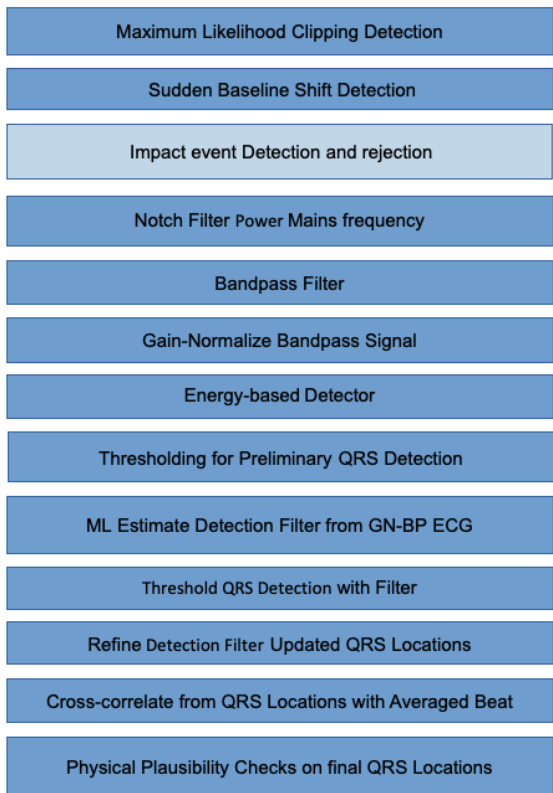 Maximum Likelihood Clipping Detection
Sudden Baseline Shift Detection
Impact event Detection and rejection
Notch Filter Power Mains frequency
Bandpass Filter
Gain-Normalize Bandpass Signal
Energy-based Detector
Thresholding for Preliminary QRS Detection
ML Estimate Detection Filter from GN-BP ECG
Threshold QRS Detection with Filter
Refine Detection Filter Updated QRS Locations
Cross-correlate from QRS Locations with Averaged Beat
Physical Plausibility Checks on final QRS Locations